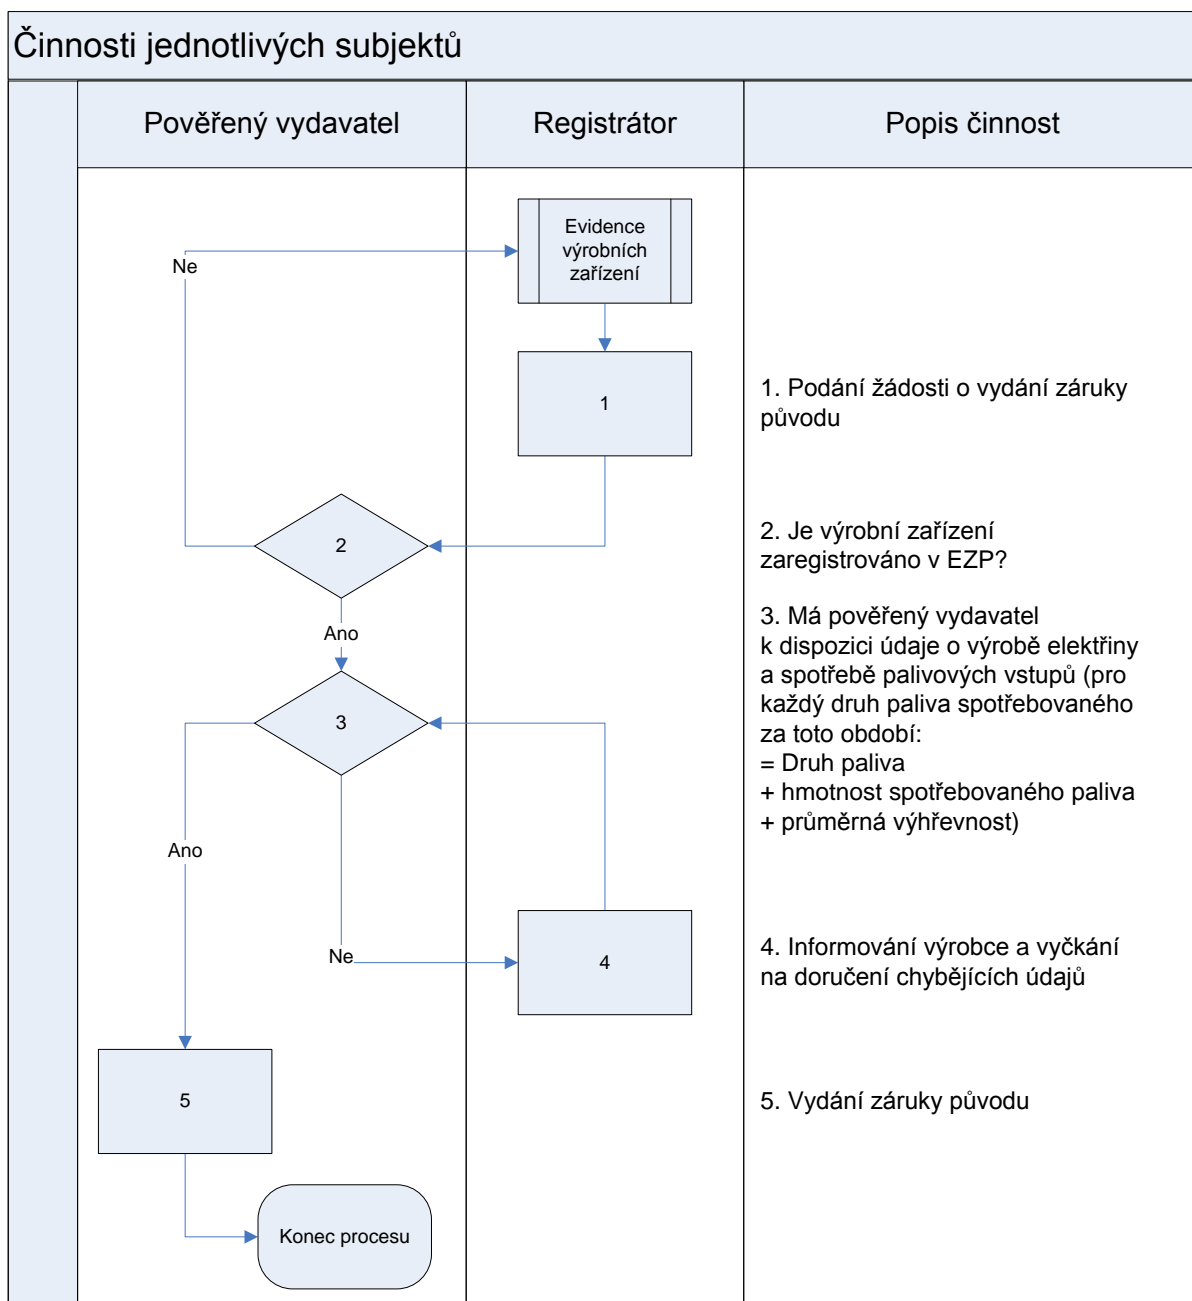 Činnosti jednotlivých subjektů
Pověřený vydavatel
Registrátor
Popis činnost
Evidence
výrobních
zařízení
Ne
1
1. Podání žádosti o vydání záruky
původu
2
2. Je výrobní zařízení
zaregistrováno v EZP?
Ano
3
3. Má pověřený vydavatel
k dispozici údaje o výrobě elektřiny
a spotřebě palivových vstupů (pro
každý druh paliva spotřebovaného
za toto období:
= Druh paliva
+ hmotnost spotřebovaného paliva
+ průměrná výhřevnost)
Ano
Ne
4
4. Informování výrobce a vyčkání
na doručení chybějících údajů
5
5. Vydání záruky původu
Konec procesu